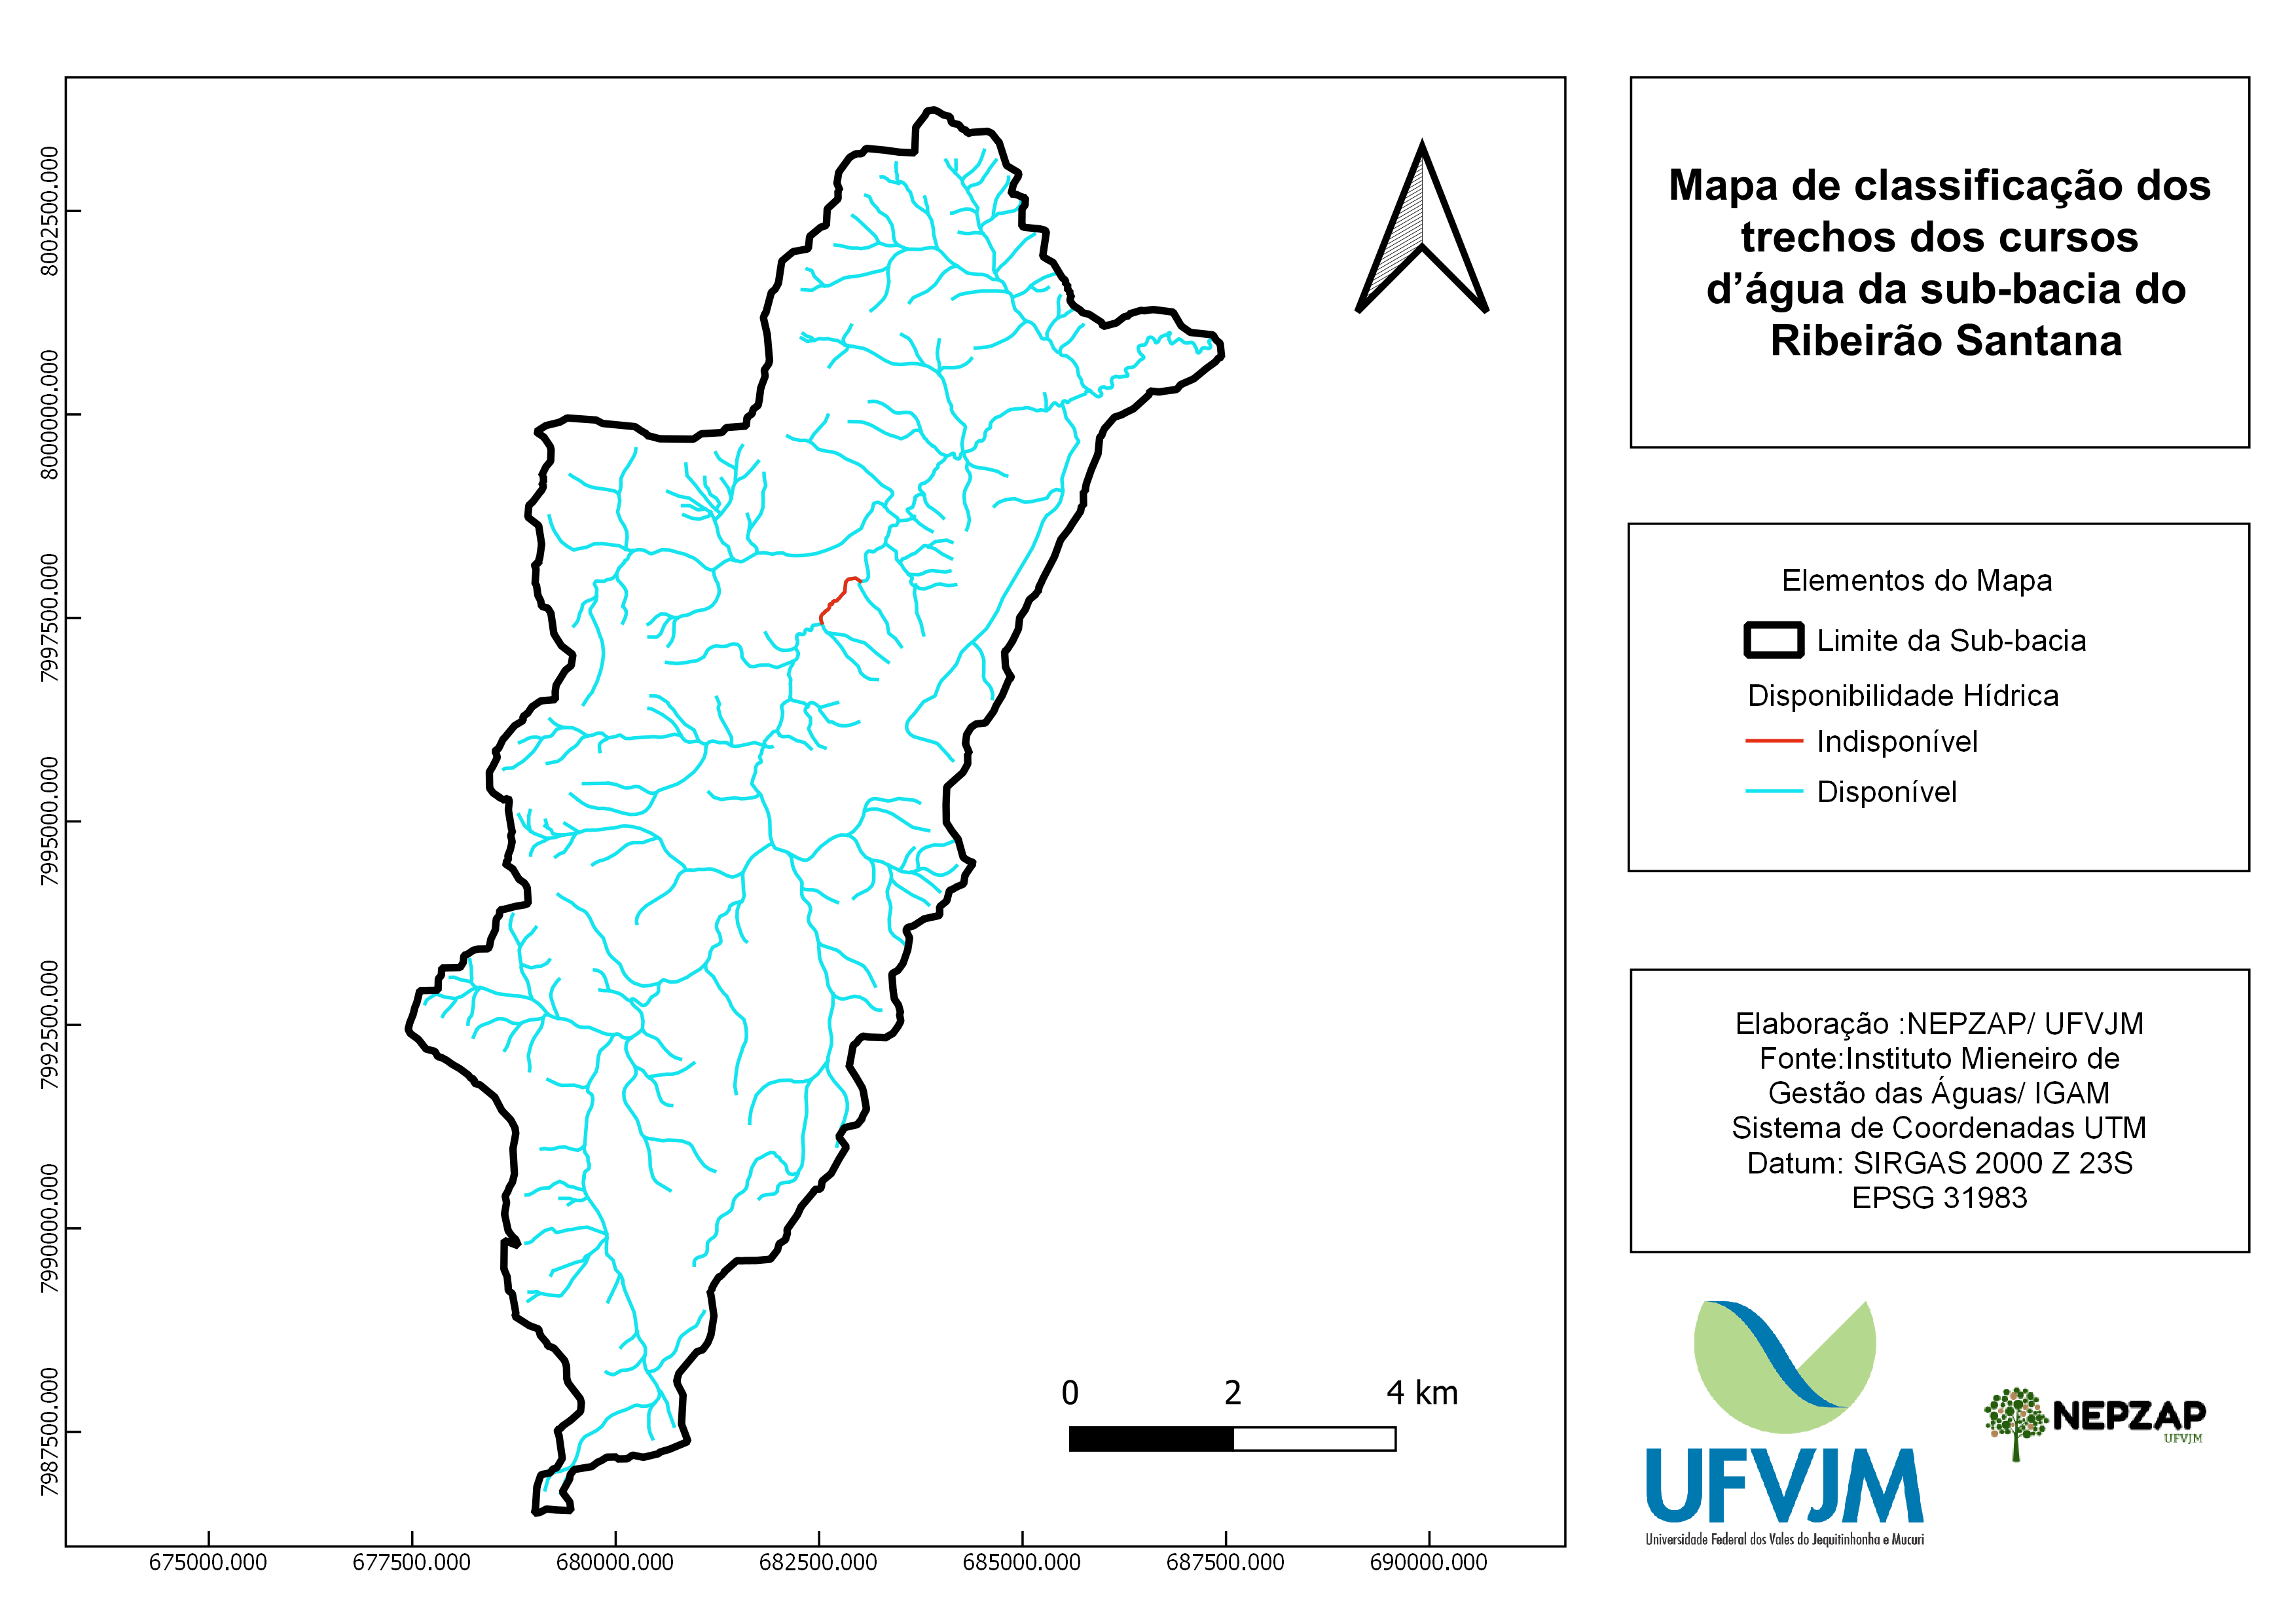 Mapa de classificação dos
trechos dos cursos
d’água da sub-bacia do
Ribeirão Santana
Elementos do Mapa
Limite da Sub-bacia
Disponibilidade Hídrica
Indisponível
Disponível
Elaboração :NEPZAP/ UFVJM
Fonte:Instituto Mieneiro de
Gestão das Águas/ IGAM
Sistema de Coordenadas UTM
Datum: SIRGAS 2000 Z 23S
EPSG 31983
UFVJM
Universidade Federal dos Vales do Jequitinhonha e Mucuri
NEPZAP
UFVJM
8002500.000
8000000.000
7997500.000
7995000.000
7992500.000
7990000.000
7987500.000
0 2 4 km
675000.000 677500.000 680000.000 682500.000 685000.000 687500.000 690000.000